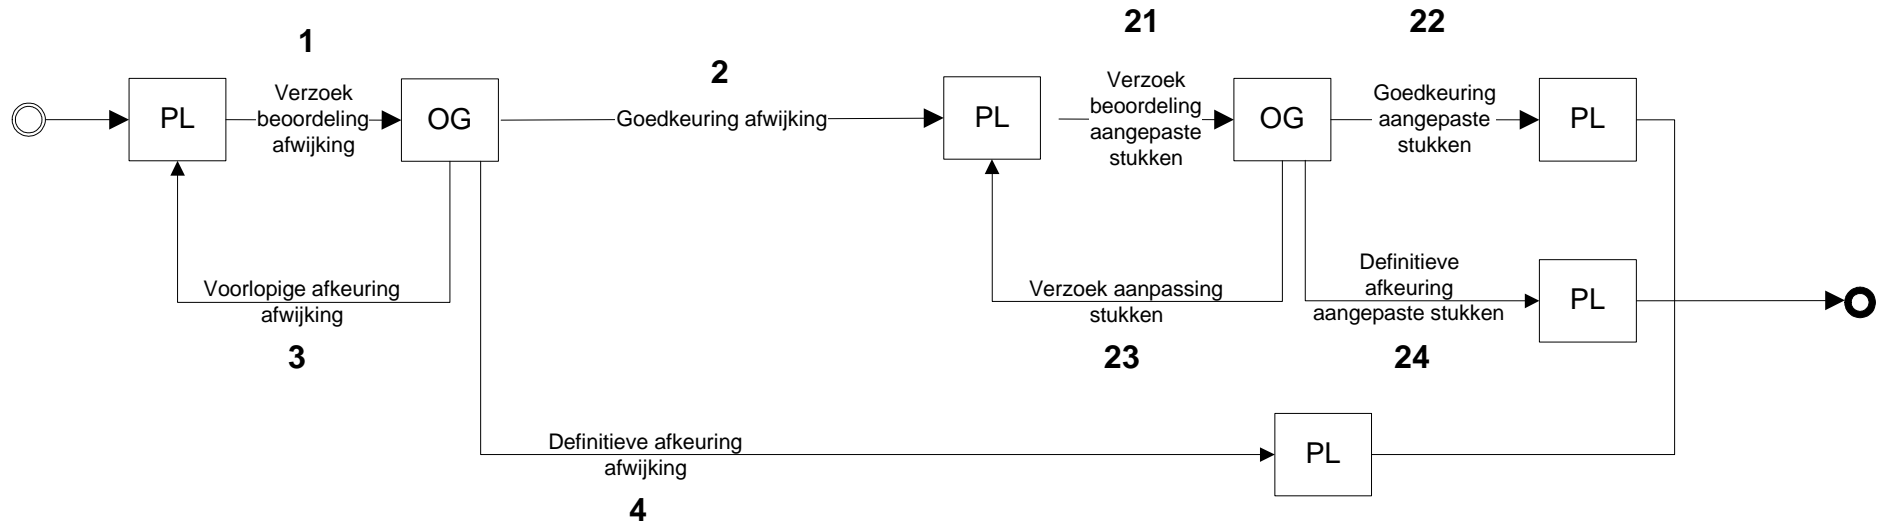 1
2
21
22
PL
Verzoek
beoordeling
afwijking
OG
Goedkeuring afwijking
PL
Verzoek
beoordeling
aangepaste
stukken
OG
Goedkeuring
aangepaste
stukken
PL
Voorlopige afkeuring
afwijking
3
Verzoek aanpassing
stukken
23
Definitieve
afkeuring
aangepaste stukken
24
PL
Definitieve afkeuring
afwijking
4
PL